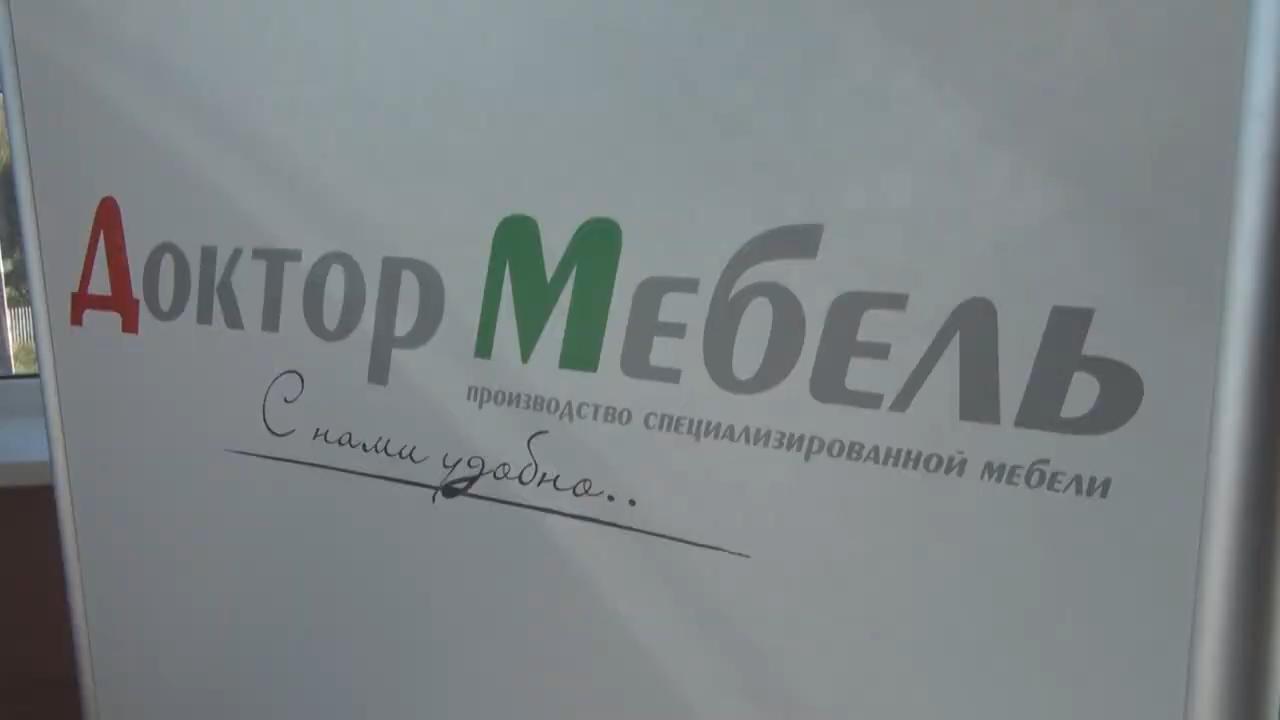 Доктор Мебель
производство специализированной мебели
С нами удобно..